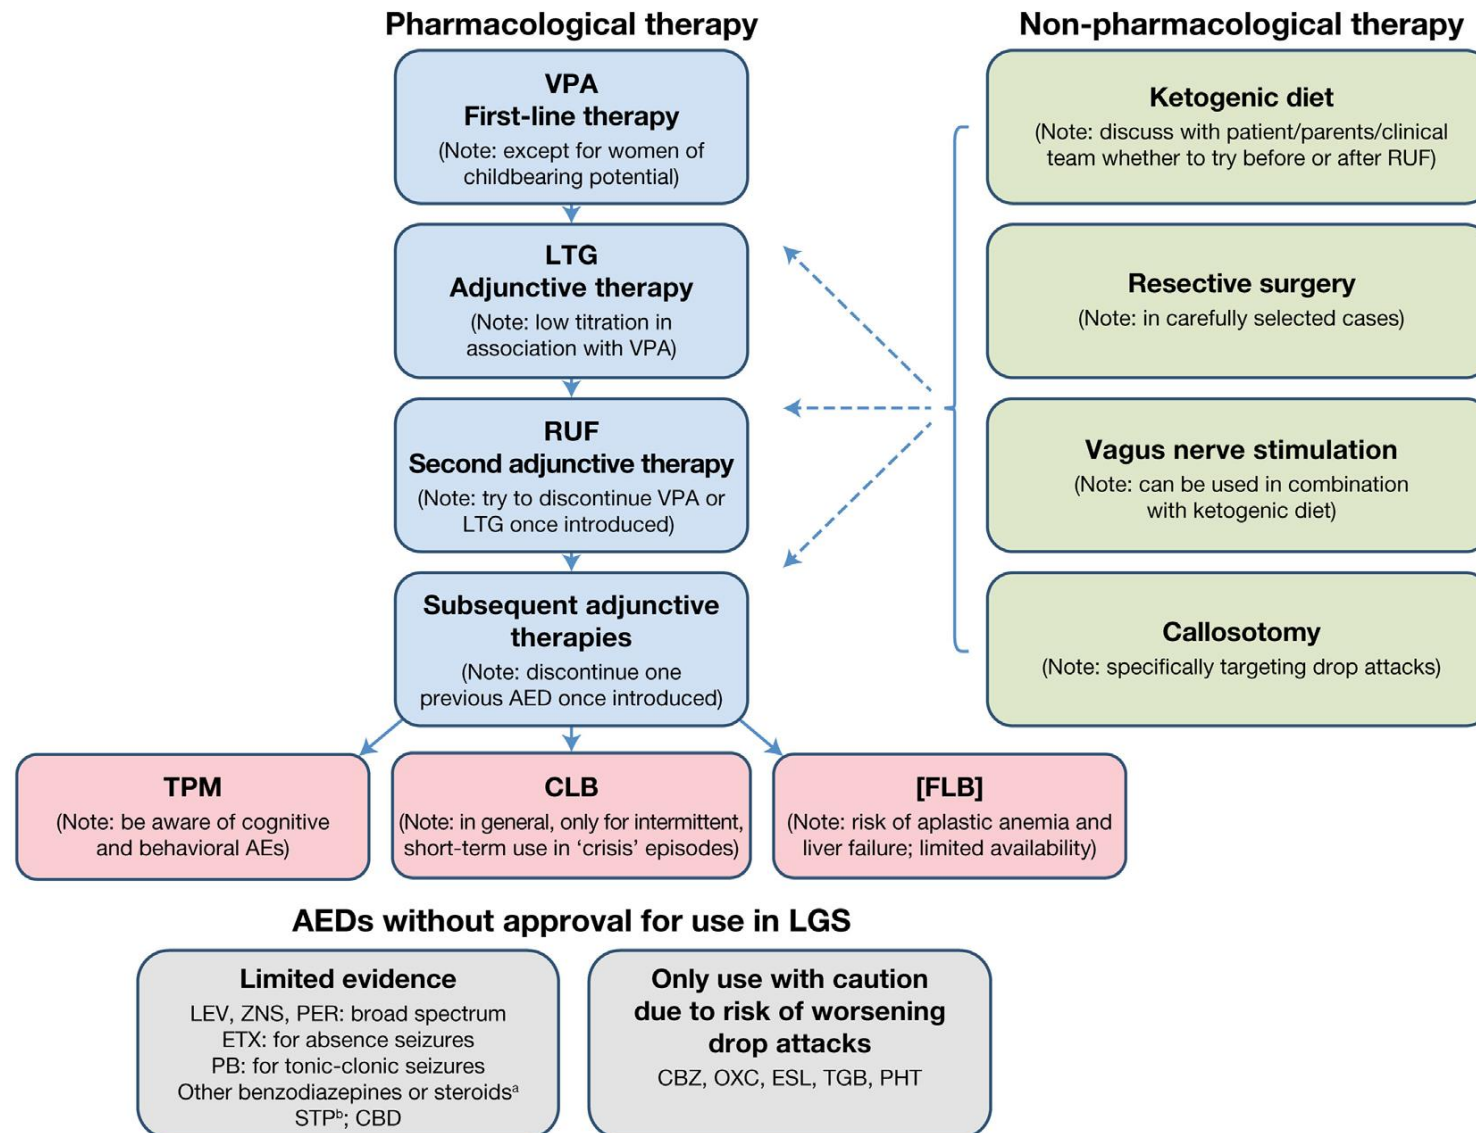 Pharmacological therapy
VPA
First-line therapy
(Note: except for women of
childbearing potential)
LTG
Adjunctive therapy
(Note: low titration in
association with VPA)
RUF
Second adjunctive therapy
(Note: try to discontinue VPA or
LTG once introduced)
Subsequent adjunctive
therapies
(Note: discontinue one
previous AED once introduced)
Non-pharmacological therapy
Ketogenic diet
(Note: discuss with patient/parents/clinical
team whether to try before or after RUF)
Resective surgery
(Note: in carefully selected cases)
Vagus nerve stimulation
(Note: can be used in combination
with ketogenic diet)
Callosotomy
(Note: specifically targeting drop attacks)
TPM
(Note: be aware of cognitive
and behavioral AEs)
CLB
(Note: in general, only for intermittent,
short-term use in ‘crisis’ episodes)
[FLB]
(Note: risk of aplastic anemia and
liver failure; limited availability)
AEDs without approval for use in LGS
Limited evidence
LEV, ZNS, PER: broad spectrum
ETX: for absence seizures
PB: for tonic-clonic seizures
Other benzodiazepines or steroidsᵃ
STPᵇ; CBD
Only use with caution
due to risk of worsening
drop attacks
CBZ, OXC, ESL, TGB, PHT